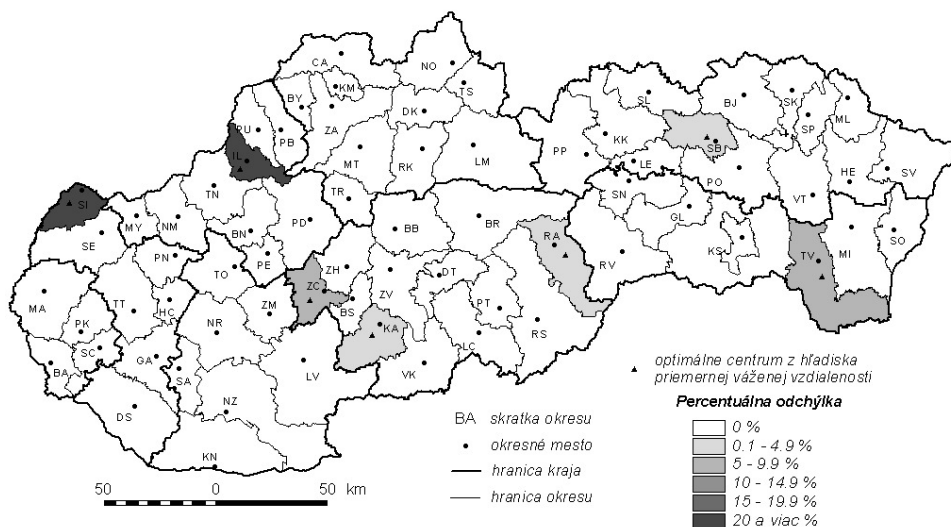 CA
NO
KM
TS
BY
DK
ZA
PU
PB
IL
MT
RK
LM
SL
BJ
SK
ML
SP
KK
SB
PP
LE
PO
HE
SV
VT
SN
GL
KS
RV
TV
MI
SO
SI
SE
MY
NM
TN
TR
PD
BN
PN
PE
TO
BB
BR
RA
ZH
ZC
ZV
DT
BS
KA
PT
RS
LC
VK
MA
TT
PK
HC
SC
BA
GA
ZM
NR
SA
LV
NZ
DS
KN
50 0 50 km
BA skratka okresu
okresné mesto
hranica kraja
hranica okresu
optimálne centrum z hľadiska
priemernej váženej vzdialenosti
Percentuálna odchýlka
0 %
0.1 - 4.9 %
5 - 9.9 %
10 - 14.9 %
15 - 19.9 %
20 a viac %